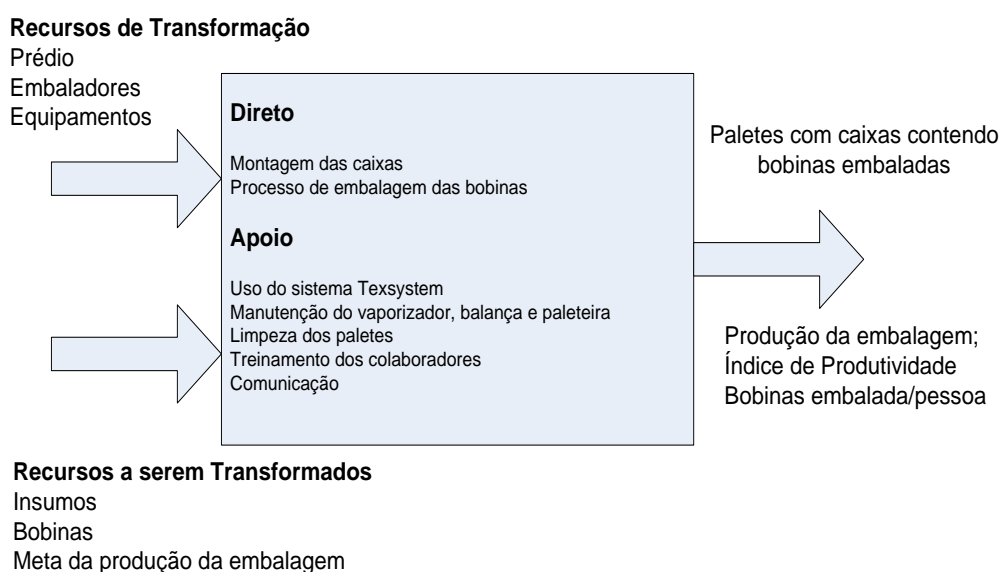 Recursos de Transformação
Prédio
Embaladores
Equipamentos
Direto
Montagem das caixas
Processo de embalagem das bobinas
Apoio
Uso do sistema Texsystem
Manutenção do vaporizador, balança e paleteira
Limpeza dos paletes
Treinamento dos colaboradores
Comunicação
Paletes com caixas contendo
bobinas embaladas
Produção da embalagem;
Índice de Produtividade
Bobinas embalada/pessoa
Recursos a serem Transformados
Insumos
Bobinas
Meta da produção da embalagem